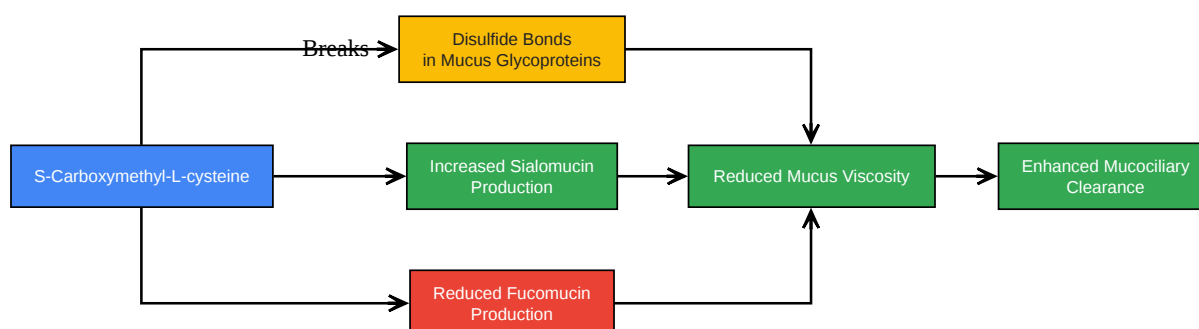 Breaks
Disulfide Bonds
in Mucus Glycoproteins
S-Carboxymethyl-L-cysteine
Increased Sialomucin
Production
Reduced Mucus Viscosity
Enhanced Mucociliary
Clearance
Reduced Fucomucin
Production